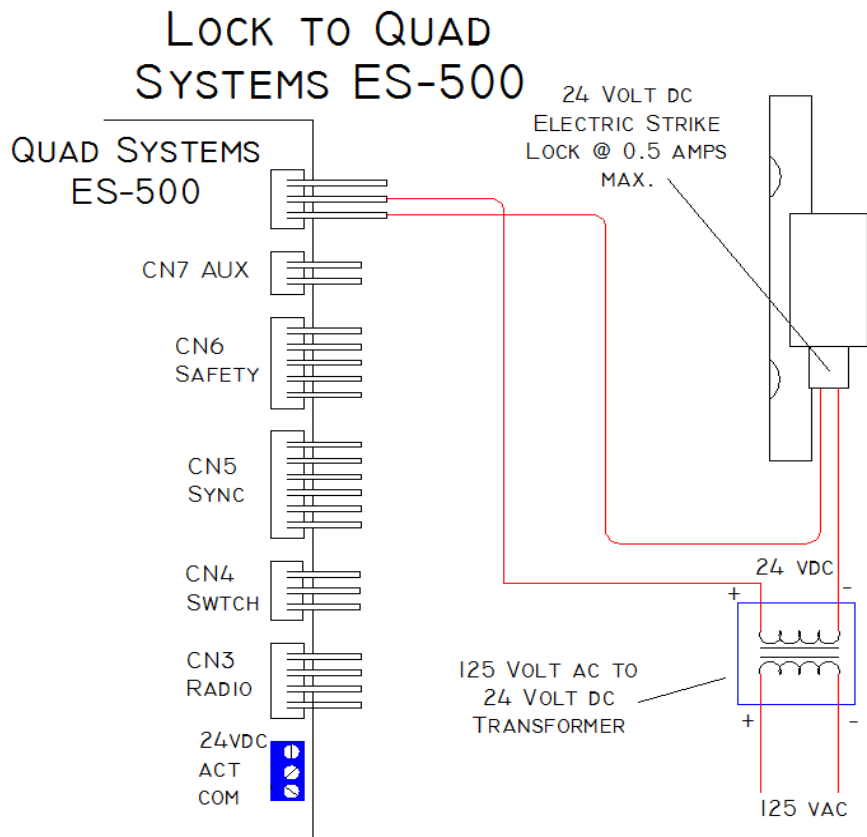 LOCK TO QUAD
SYSTEMS ES-500
24 VOLT DC
ELECTRIC STRIKE
LOCK @ 0.5 AMPS
MAX.
QUAD SYSTEMS
ES-500
CN7 AUX
CN6
SAFETY
CN5
SYNC
CN4
SWTCH
CN3
RADIO
24VDC
ACT
COM
24 VDC
+ -
125 VOLT AC TO
24 VOLT DC
TRANSFORMER
+ -
125 VAC